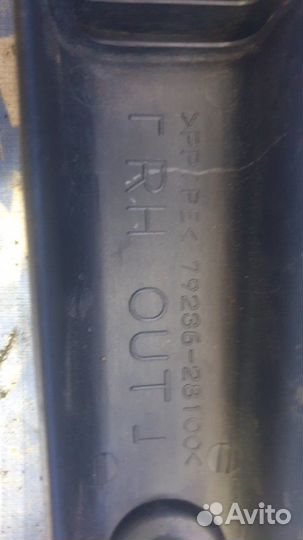 >PP+PE< 79236-28100<
「 RH OUT 」
Avito